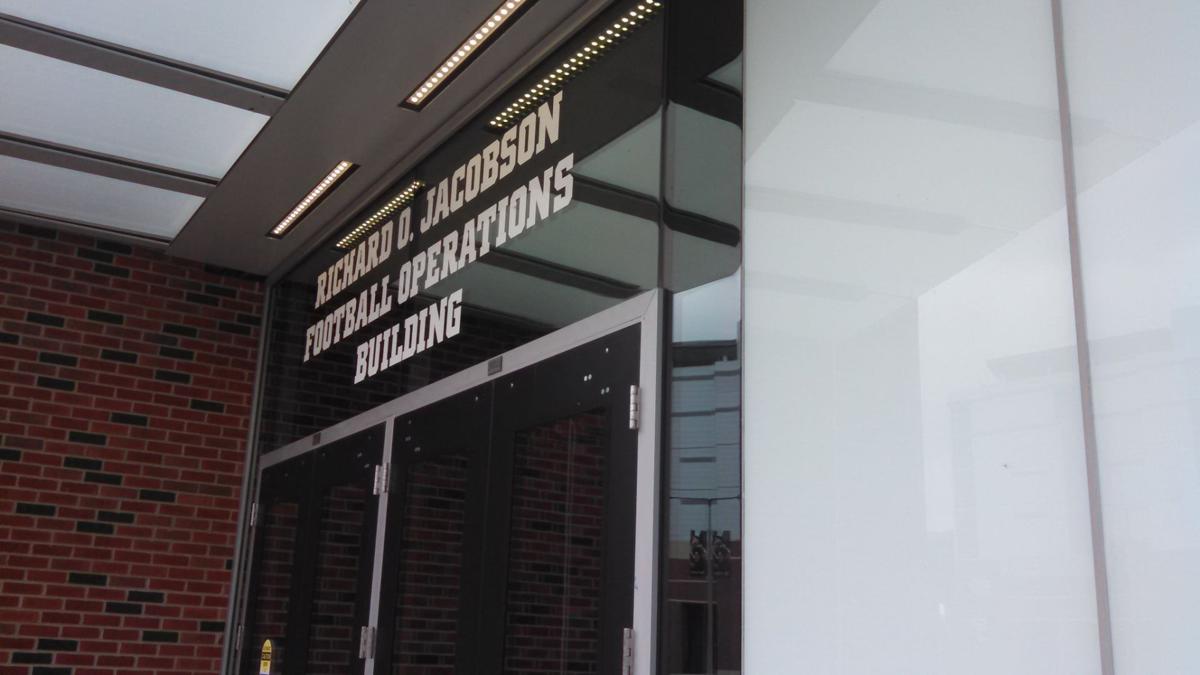 RICHARD O. JACOBSON
FOOTBALL OPERATIONS
BUILDING